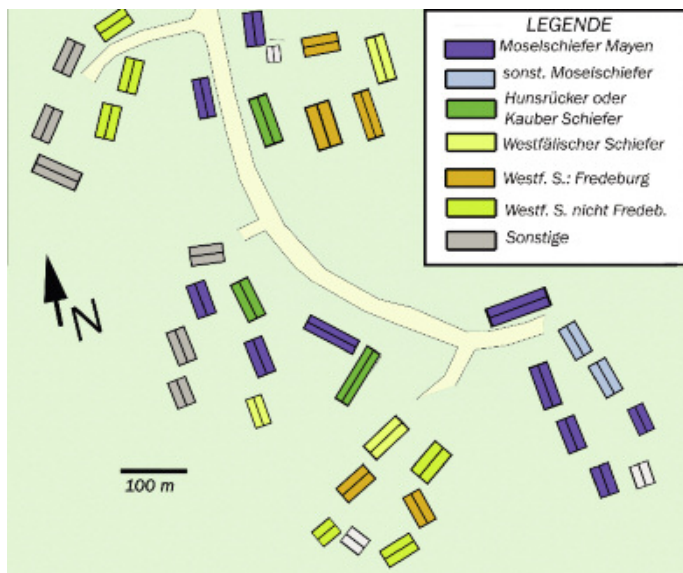 LEGENDE
Moselschiefer Mayen
sonst. Moselschiefer
Hunsrücker oder
Kauber Schiefer
Westfälischer Schiefer
Westf. S.: Fredeburg
Westf. S. nicht Fredeb.
Sonstige
N
100 m